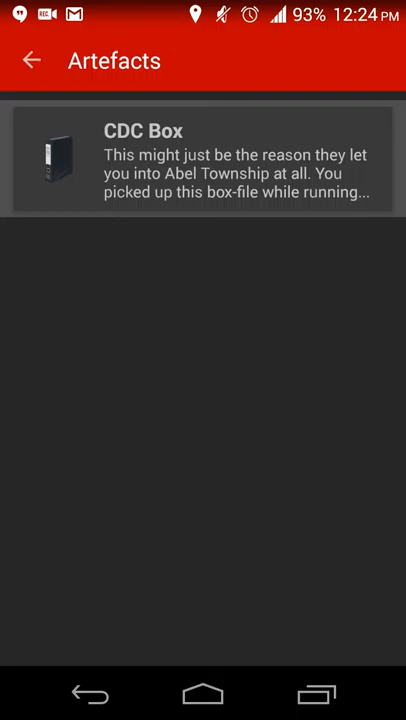 REC 93% 12:24 PM
Artefacts
CDC Box
This might just be the reason they let
you into Abel Township at all. You
picked up this box-file while running...